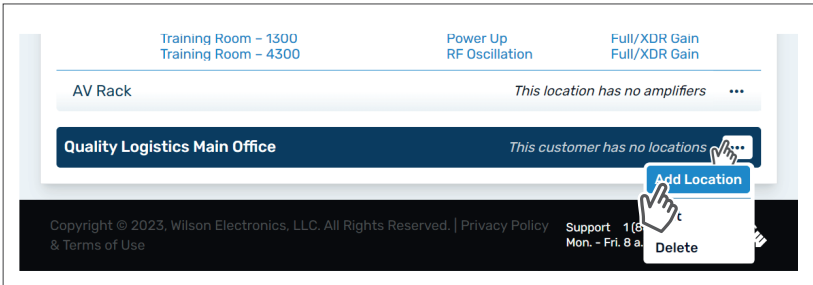 Training Room – 1300 Power Up Full/XDR Gain
Training Room – 4300 RF Oscillation Full/XDR Gain
AV Rack This location has no amplifiers •••
Quality Logistics Main Office This customer has no locations
Add Location
Copyright © 2023, Wilson Electronics, LLC. All Rights Reserved. | Privacy Policy
& Terms of Use
Support 1 (8
Mon. - Fri. 8 a.
Delete